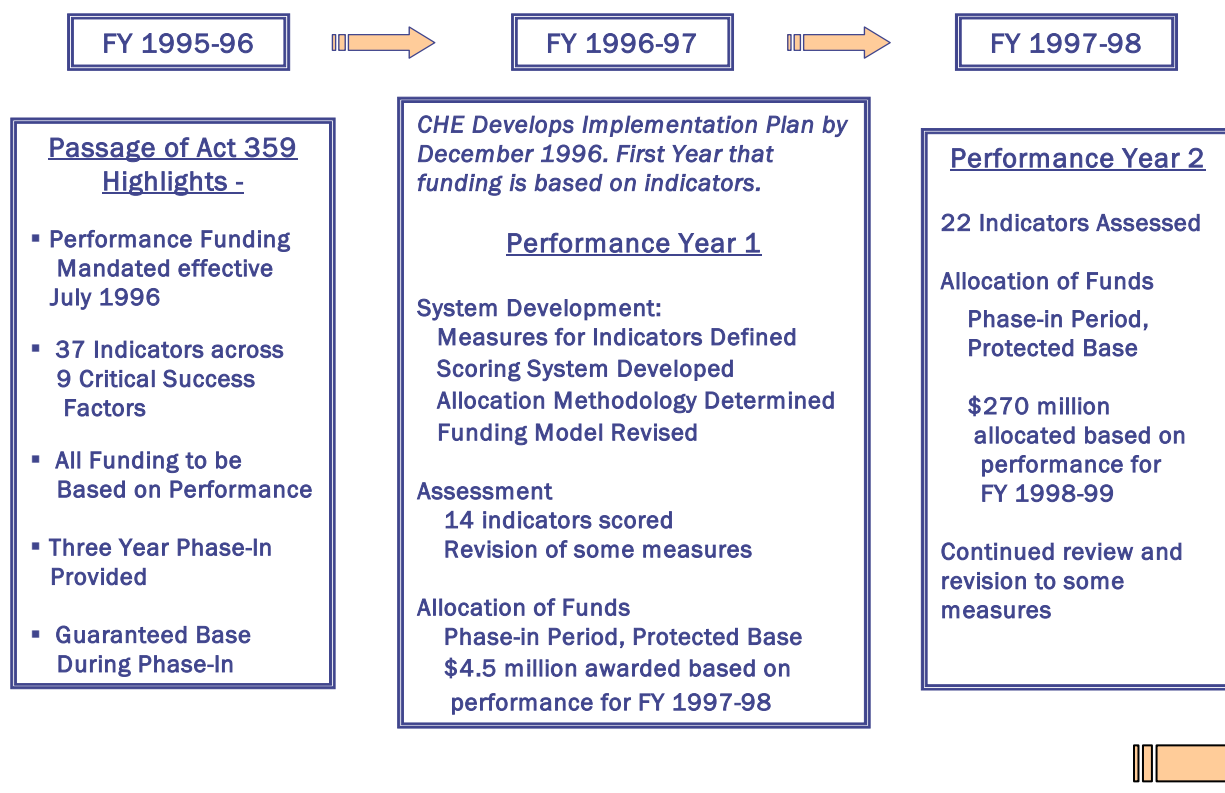 FY 1995-96
FY 1996-97
FY 1997-98
Passage of Act 359
Highlights -
▪ Performance Funding
Mandated effective
July 1996
▪ 37 Indicators across
9 Critical Success
Factors
▪ All Funding to be
Based on Performance
▪ Three Year Phase-In
Provided
▪ Guaranteed Base
During Phase-In
CHE Develops Implementation Plan by
December 1996. First Year that
funding is based on indicators.
Performance Year 1
System Development:
Measures for Indicators Defined
Scoring System Developed
Allocation Methodology Determined
Funding Model Revised
Assessment
14 indicators scored
Revision of some measures
Allocation of Funds
Phase-in Period, Protected Base
$4.5 million awarded based on
performance for FY 1997-98
Performance Year 2
22 Indicators Assessed
Allocation of Funds
Phase-in Period,
Protected Base
$270 million
allocated based on
performance for
FY 1998-99
Continued review and
revision to some
measures